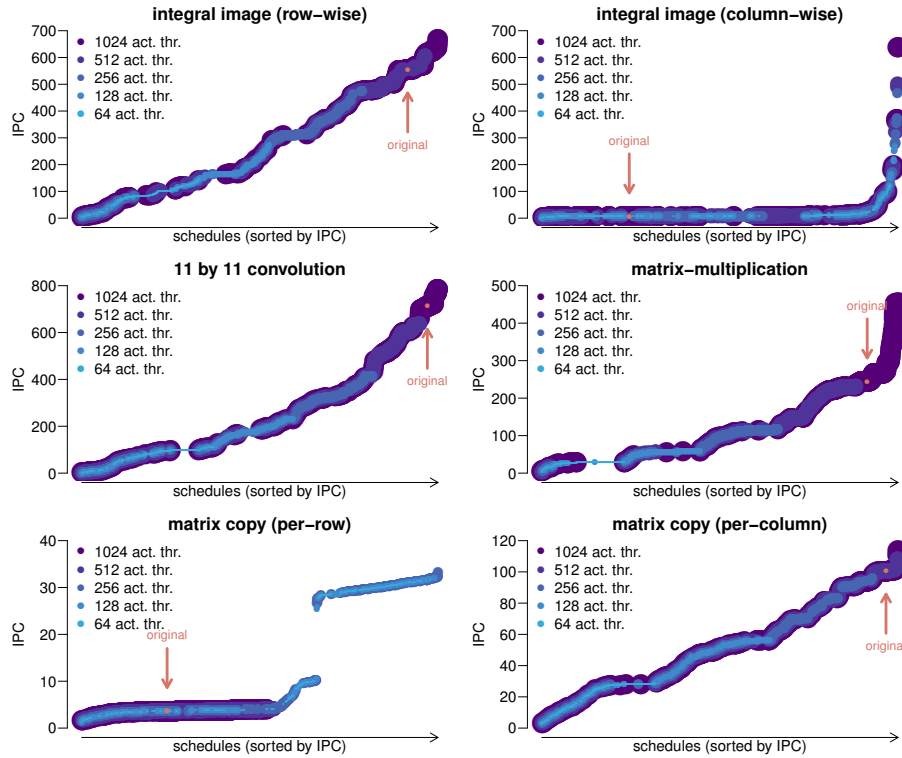 integral image (row−wise)
700
600
500
400
300
200
100
0
IPC
1024 act. thr.
512 act. thr.
256 act. thr.
128 act. thr.
64 act. thr.
original
schedules (sorted by IPC)
integral image (column−wise)
700
600
500
400
300
200
100
0
IPC
1024 act. thr.
512 act. thr.
256 act. thr.
128 act. thr.
64 act. thr.
original
schedules (sorted by IPC)
11 by 11 convolution
800
600
400
200
0
IPC
1024 act. thr.
512 act. thr.
256 act. thr.
128 act. thr.
64 act. thr.
original
schedules (sorted by IPC)
matrix−multiplication
500
400
300
200
100
0
IPC
1024 act. thr.
512 act. thr.
256 act. thr.
128 act. thr.
64 act. thr.
original
schedules (sorted by IPC)
matrix copy (per−row)
40
30
20
10
0
IPC
1024 act. thr.
512 act. thr.
256 act. thr.
128 act. thr.
64 act. thr.
original
schedules (sorted by IPC)
matrix copy (per−column)
120
100
80
60
40
20
0
IPC
1024 act. thr.
512 act. thr.
256 act. thr.
128 act. thr.
64 act. thr.
original
schedules (sorted by IPC)